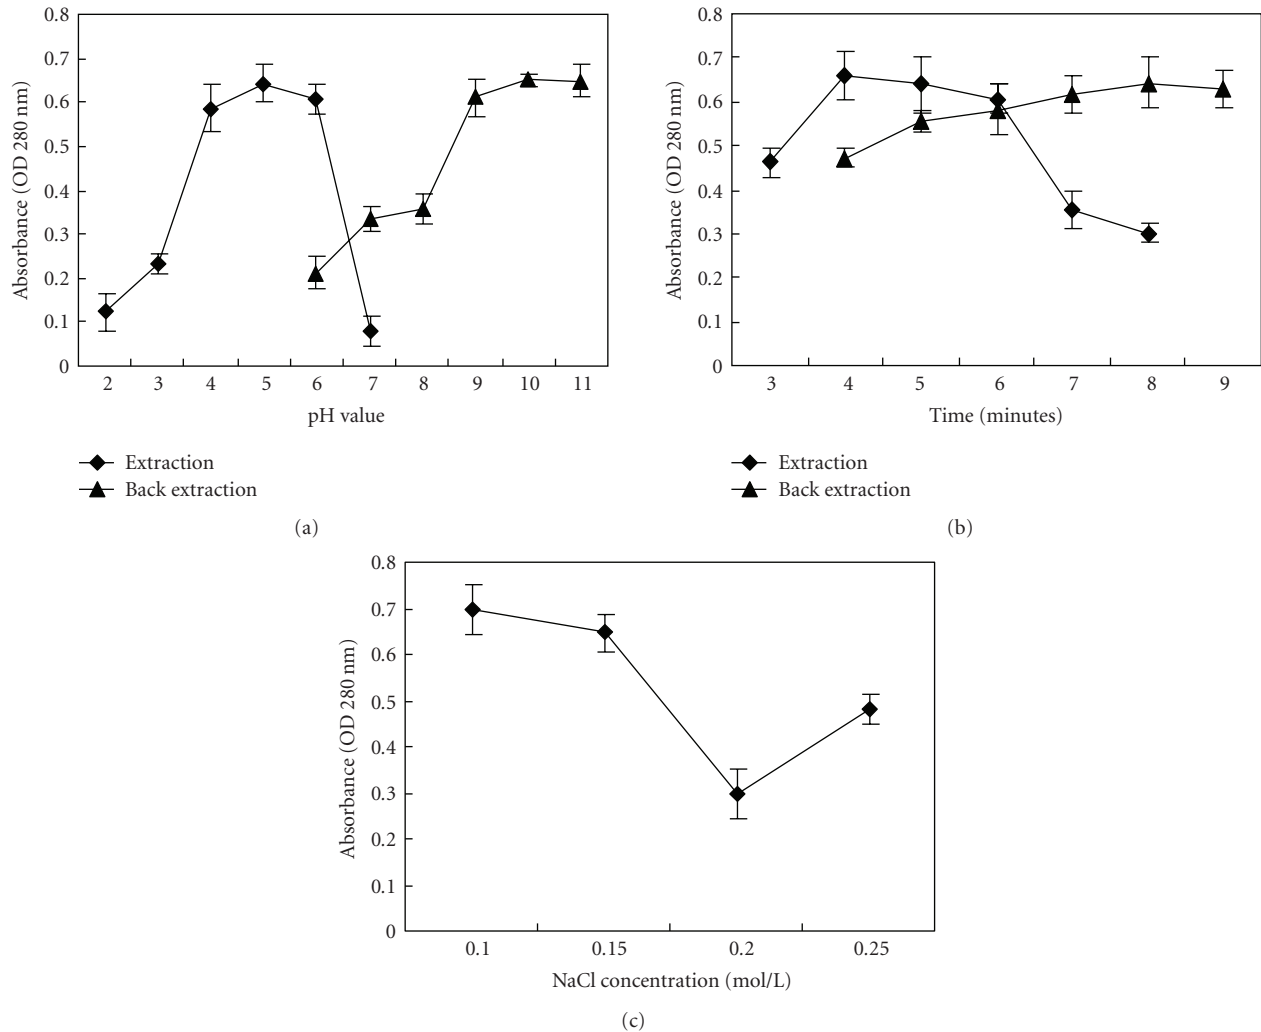 0.8
0.7
0.6
0.5
0.4
0.3
0.2
0.1
0
Absorbance (OD 280 nm)
2 3 4 5 6 7 8 9 10 11
pH value
Extraction
Back extraction
(a)
0.8
0.7
0.6
0.5
0.4
0.3
0.2
0.1
0
Absorbance (OD 280 nm)
3 4 5 6 7 8 9
Time (minutes)
Extraction
Back extraction
(b)
0.8
0.7
0.6
0.5
0.4
0.3
0.2
0.1
0
Absorbance (OD 280 nm)
0.1 0.15 0.2 0.25
NaCl concentration (mol/L)
(c)